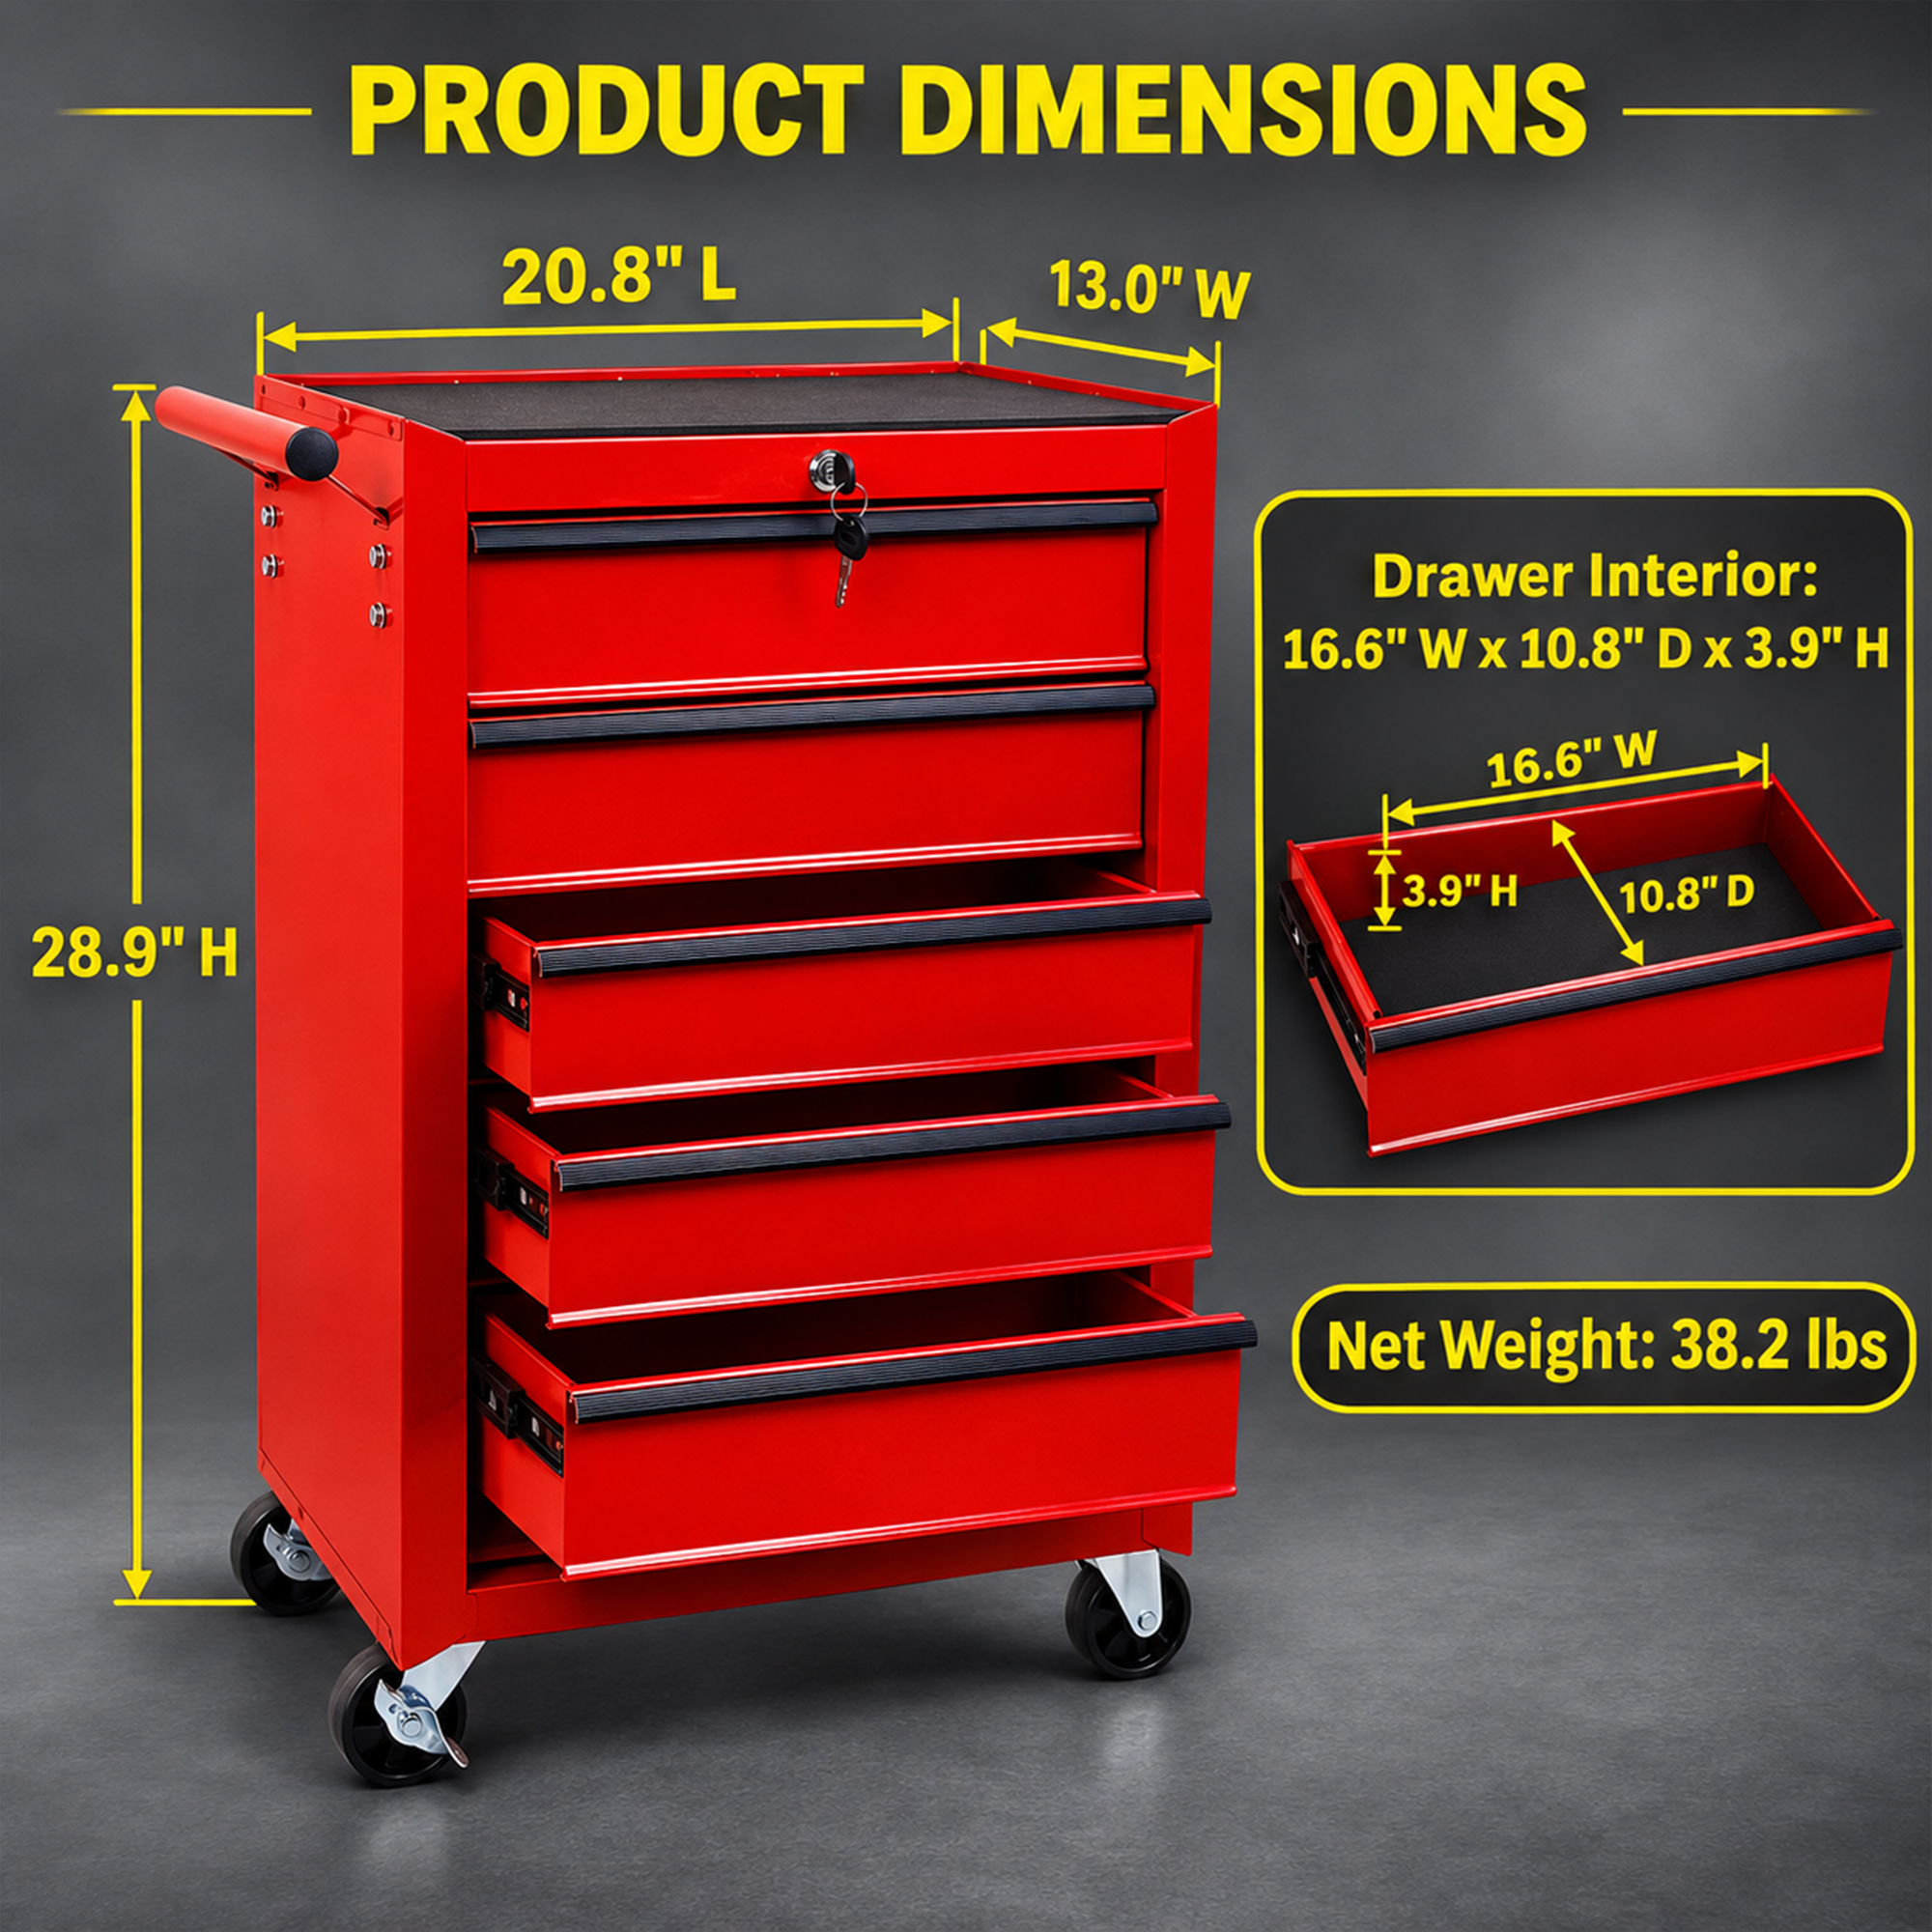 PRODUCT DIMENSIONS
20.8" L
13.0" W
28.9" H
Drawer Interior:
16.6" W x 10.8" D x 3.9" H
16.6" W
3.9" H
10.8" D
Net Weight: 38.2 lbs